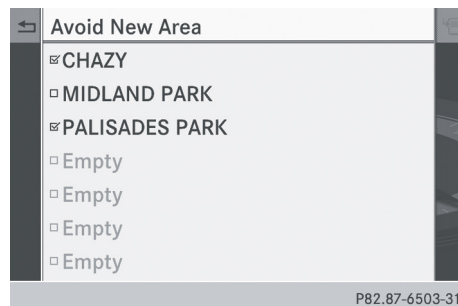 Avoid New Area
CHAZY
MIDLAND PARK
PALISADES PARK
Empty
Empty
Empty
Empty
P82.87-6503-31